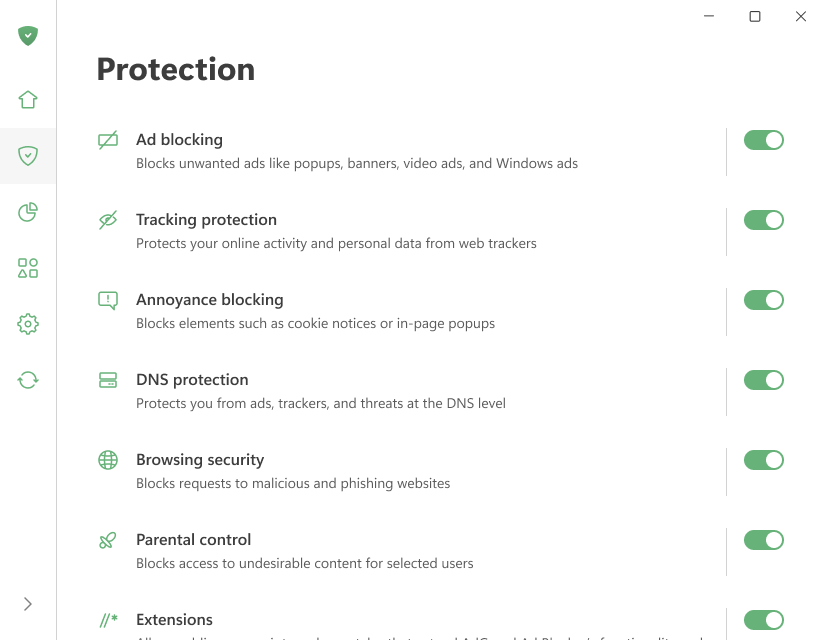 Protection
Ad blocking
Blocks unwanted ads like popups, banners, video ads, and Windows ads
Tracking protection
Protects your online activity and personal data from web trackers
Annoyance blocking
Blocks elements such as cookie notices or in-page popups
DNS protection
Protects you from ads, trackers, and threats at the DNS level
Browsing security
Blocks requests to malicious and phishing websites
Parental control
Blocks access to undesirable content for selected users
Extensions